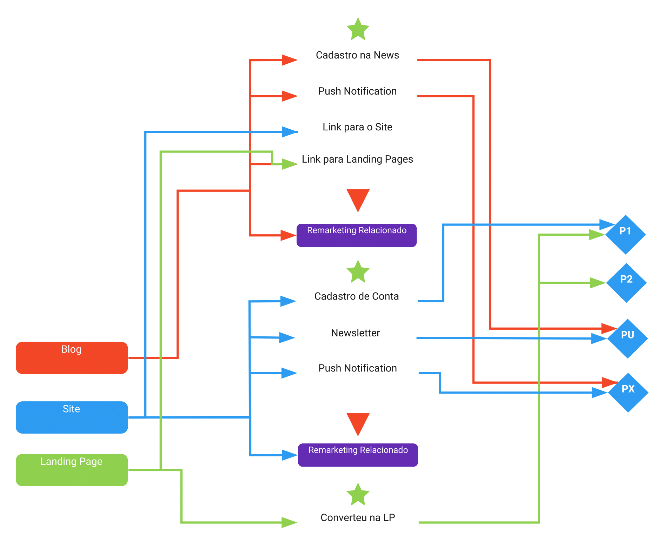 Cadastro na News
Push Notification
Link para o Site
Link para Landing Pages
Remarketing Relacionado
P1
P2
Cadastro de Conta
Newsletter
PU
Blog
Push Notification
PX
Site
Remarketing Relacionado
Landing Page
Converteu na LP